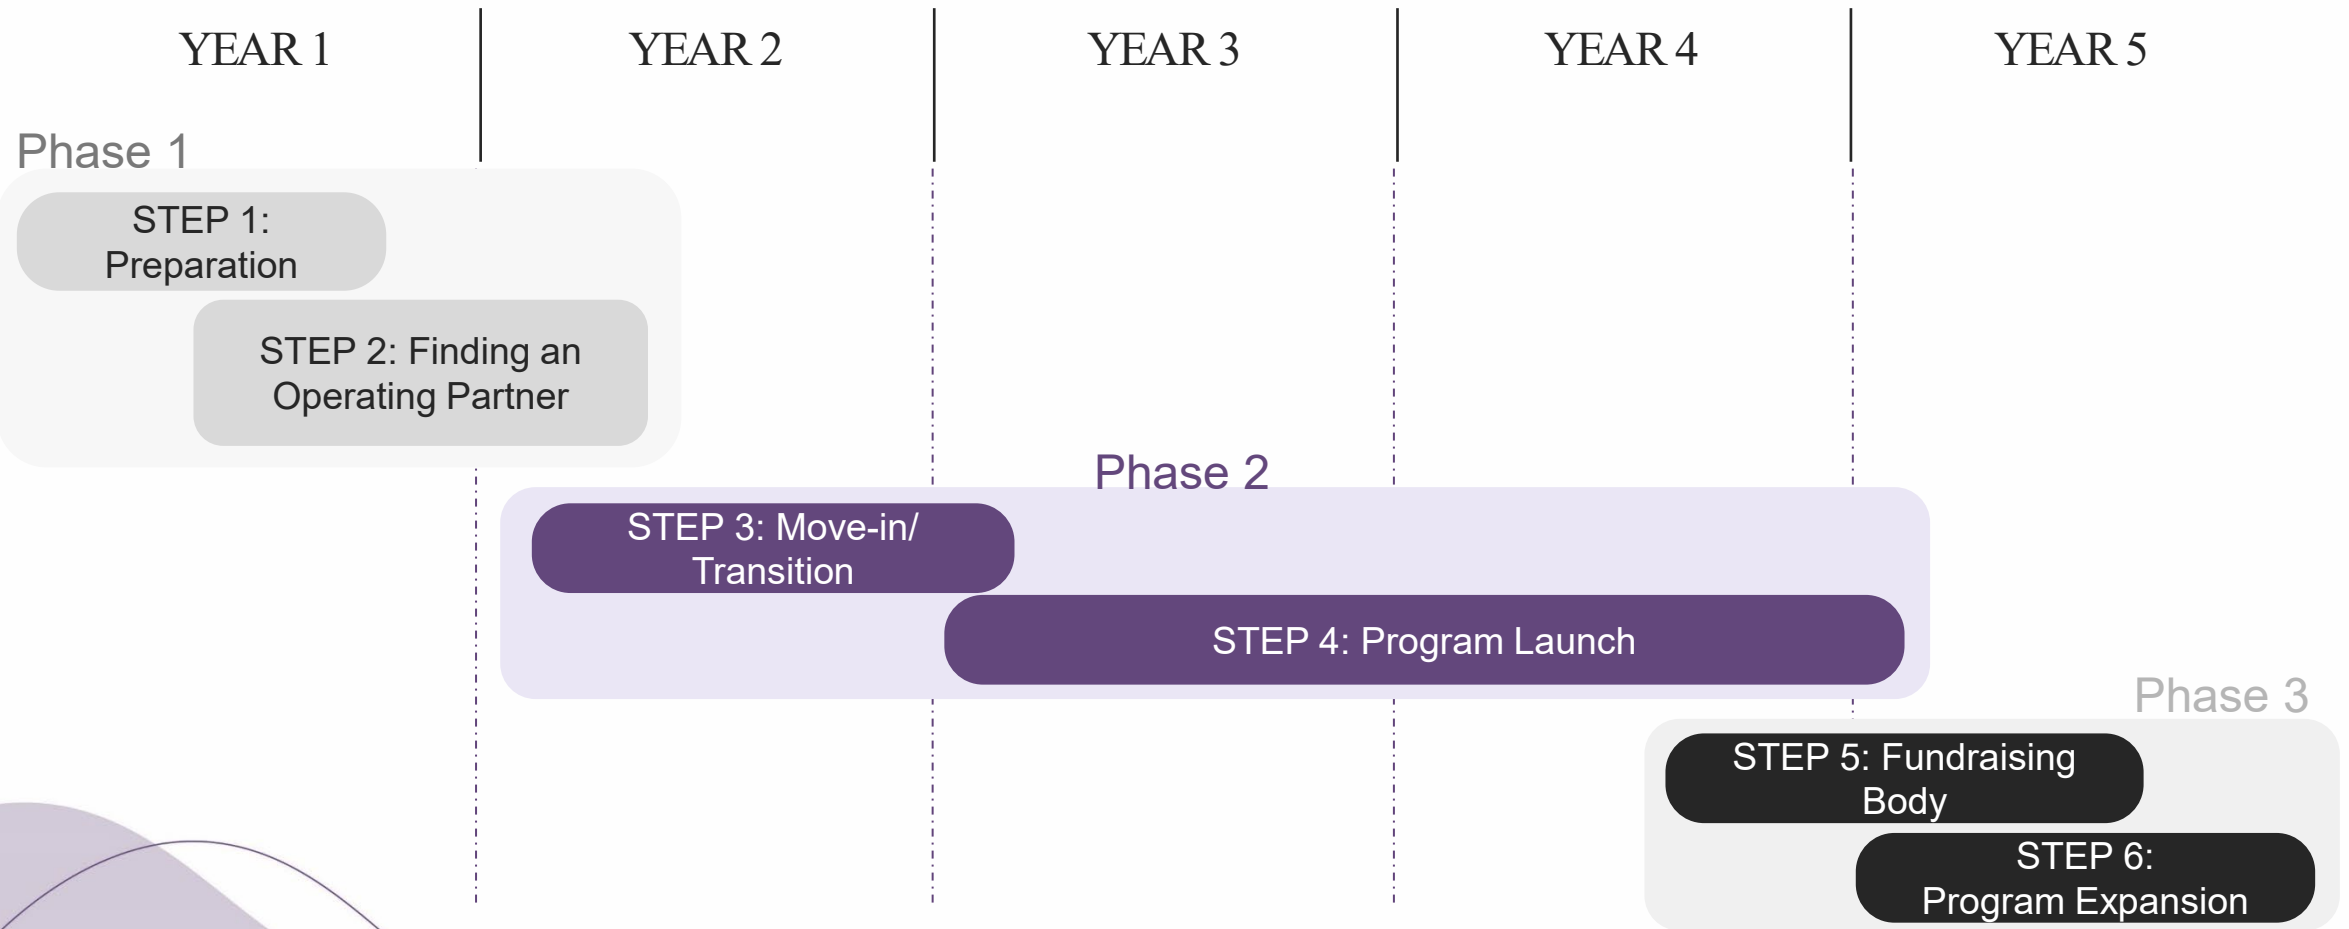 YEAR 1
YEAR 2
YEAR 3
YEAR 4
YEAR 5
Phase 1
STEP 1:
Preparation
STEP 2: Finding an
Operating Partner
Phase 2
STEP 3: Move-in/
Transition
STEP 4: Program Launch
Phase 3
STEP 5: Fundraising
Body
STEP 6:
Program Expansion